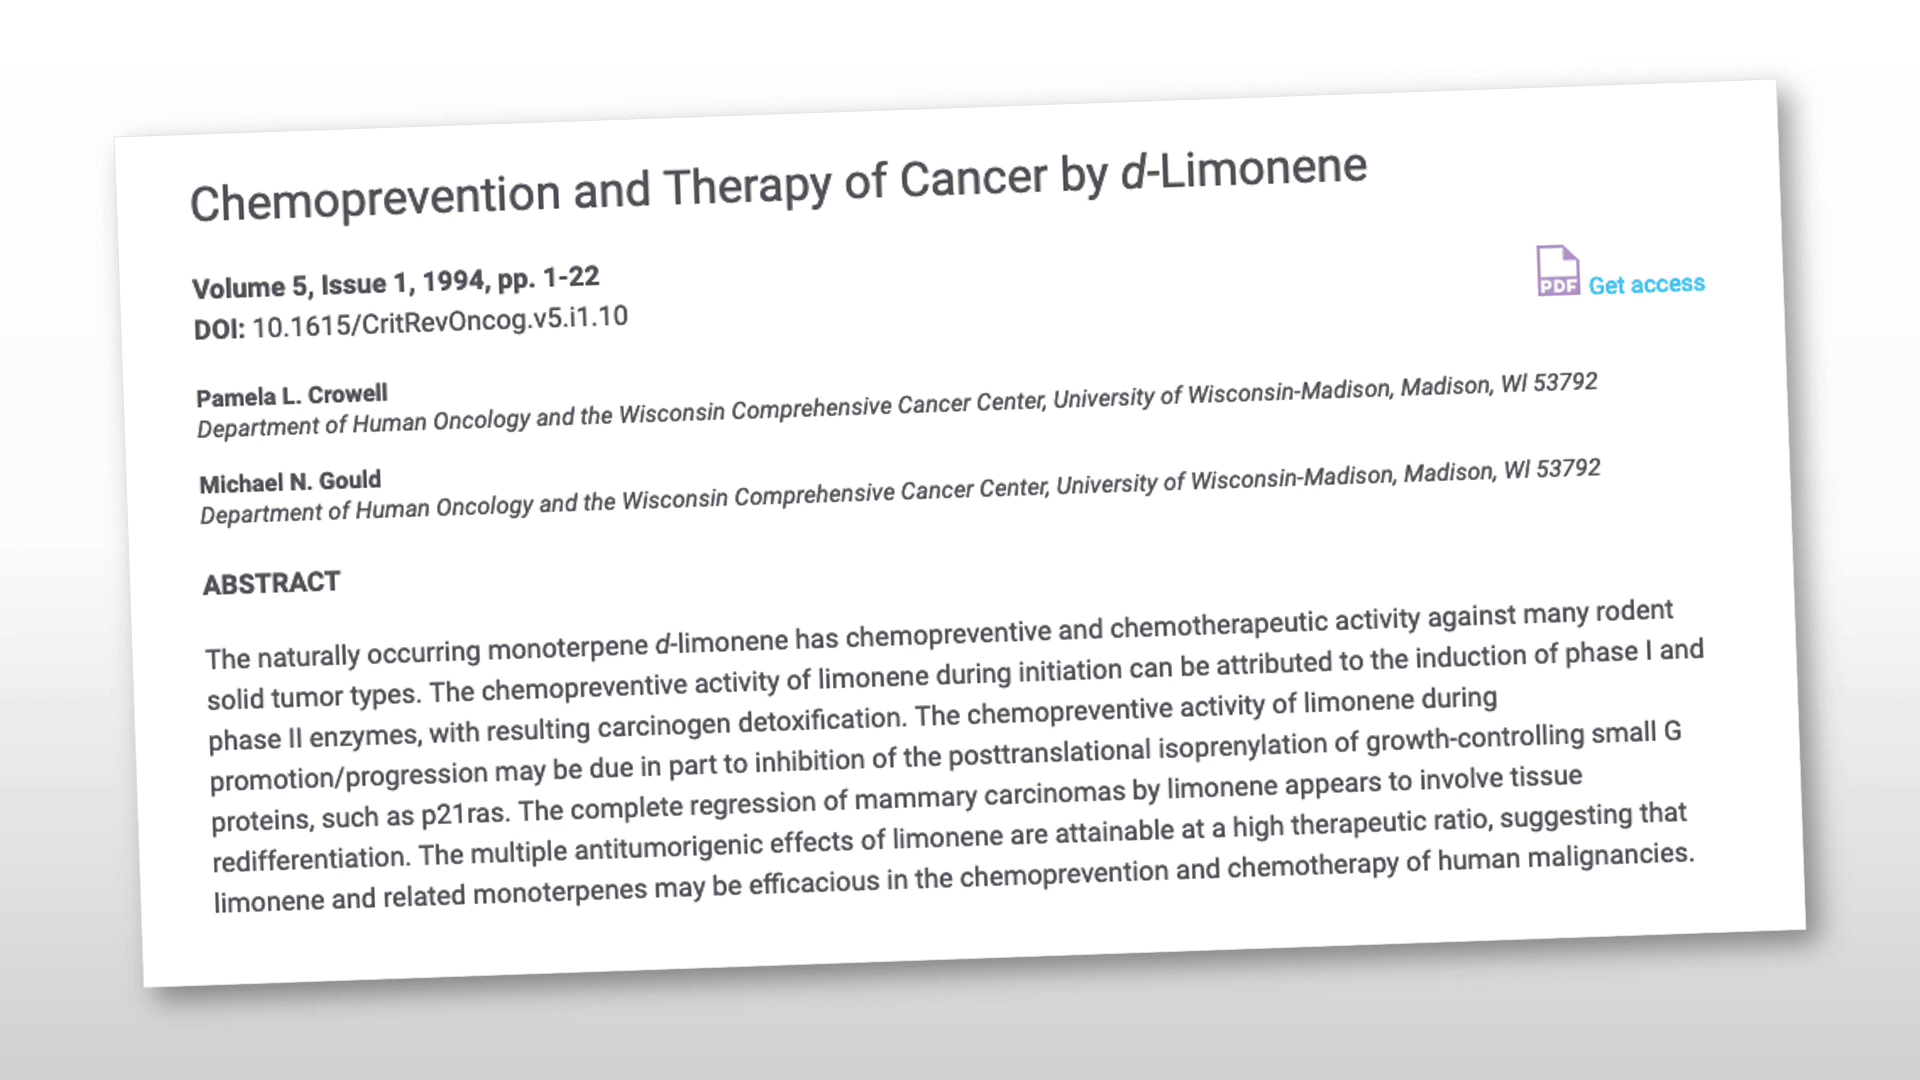 Chemoprevention and Therapy of Cancer by d-Limonene
Volume 5, Issue 1, 1994, pp. 1-22
PDF Get access
DOI: 10.1615/CritRevOncog.v5.i1.10
Pamela L. Crowell
Department of Human Oncology and the Wisconsin Comprehensive Cancer Center, University of Wisconsin-Madison, Madison, WI 53792
Michael N. Gould
Department of Human Oncology and the Wisconsin Comprehensive Cancer Center, University of Wisconsin-Madison, Madison, WI 53792
ABSTRACT
The naturally occurring monoterpene d-limonene has chemopreventive and chemotherapeutic activity against many rodent
solid tumor types. The chemopreventive activity of limonene during initiation can be attributed to the induction of phase I and
phase II enzymes, with resulting carcinogen detoxification. The chemopreventive activity of limonene during
promotion/progression may be due in part to inhibition of the posttranslational isoprenylation of growth-controlling small G
proteins, such as p21ras. The complete regression of mammary carcinomas by limonene appears to involve tissue
redifferentiation. The multiple antitumorigenic effects of limonene are attainable at a high therapeutic ratio, suggesting that
limonene and related monoterpenes may be efficacious in the chemoprevention and chemotherapy of human malignancies.